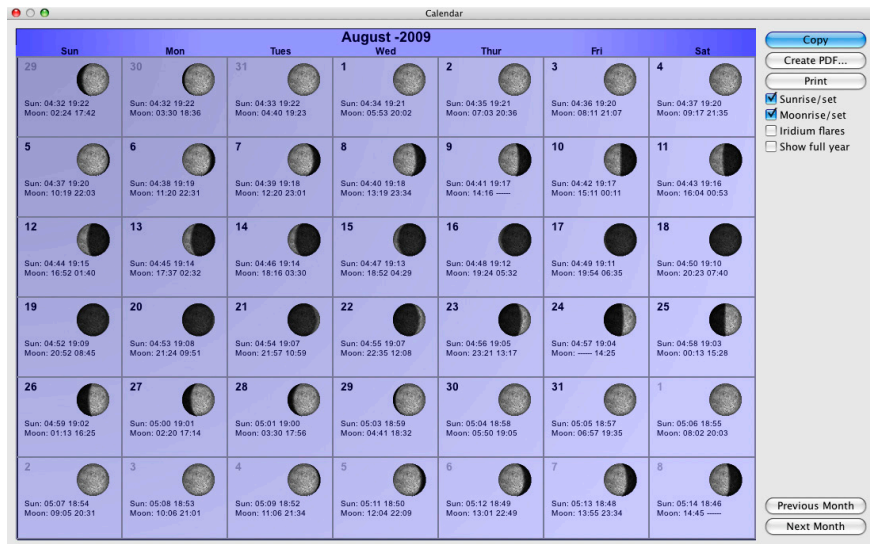 Calendar
August -2009
Sun Mon Tues Wed Thur Fri Sat
29 30 31 1 2 3 4
Sun: 04:32 19:22 Sun: 04:32 19:22 Sun: 04:33 19:22 Sun: 04:34 19:21 Sun: 04:35 19:21 Sun: 04:36 19:20 Sun: 04:37 19:20
Moon: 02:24 17:42 Moon: 03:30 18:36 Moon: 04:40 19:23 Moon: 05:53 20:02 Moon: 07:03 20:36 Moon: 08:11 21:07 Moon: 09:17 21:35
5 6 7 8 9 10 11
Sun: 04:37 19:20 Sun: 04:38 19:19 Sun: 04:39 19:18 Sun: 04:40 19:18 Sun: 04:41 19:17 Sun: 04:42 19:17 Sun: 04:43 19:16
Moon: 10:19 22:03 Moon: 11:20 22:31 Moon: 12:20 23:01 Moon: 13:19 23:34 Moon: 14:16 —— Moon: 15:11 00:11 Moon: 16:04 00:53
12 13 14 15 16 17 18
Sun: 04:44 19:15 Sun: 04:45 19:14 Sun: 04:46 19:14 Sun: 04:47 19:13 Sun: 04:48 19:12 Sun: 04:49 19:11 Sun: 04:50 19:10
Moon: 16:52 01:40 Moon: 17:37 02:32 Moon: 18:16 03:30 Moon: 18:52 04:29 Moon: 19:24 05:32 Moon: 19:54 06:35 Moon: 20:23 07:40
19 20 21 22 23 24 25
Sun: 04:52 19:09 Sun: 04:53 19:08 Sun: 04:54 19:07 Sun: 04:55 19:07 Sun: 04:56 19:05 Sun: 04:57 19:04 Sun: 04:58 19:03
Moon: 20:52 08:45 Moon: 21:24 09:51 Moon: 21:57 10:59 Moon: 22:35 12:08 Moon: 23:21 13:17 Moon: —— 14:25 Moon: 00:13 15:28
26 27 28 29 30 31 1
Sun: 04:59 19:02 Sun: 05:00 19:01 Sun: 05:01 19:00 Sun: 05:03 18:59 Sun: 05:04 18:58 Sun: 05:05 18:57 Sun: 05:06 18:55
Moon: 01:13 16:25 Moon: 02:20 17:14 Moon: 03:30 17:56 Moon: 04:41 18:32 Moon: 05:50 19:05 Moon: 06:57 19:35 Moon: 08:02 20:03
2 3 4 5 6 7 8
Sun: 05:07 18:54 Sun: 05:08 18:53 Sun: 05:09 18:52 Sun: 05:11 18:50 Sun: 05:12 18:49 Sun: 05:13 18:48 Sun: 05:14 18:46
Moon: 09:05 20:31 Moon: 10:06 21:01 Moon: 11:06 21:34 Moon: 12:04 22:09 Moon: 13:01 22:49 Moon: 13:55 23:34 Moon: 14:45 ——
Copy
Create PDF...
Print
Sunrise/set
Moonrise/set
Iridium flares
Show full year
Previous Month
Next Month